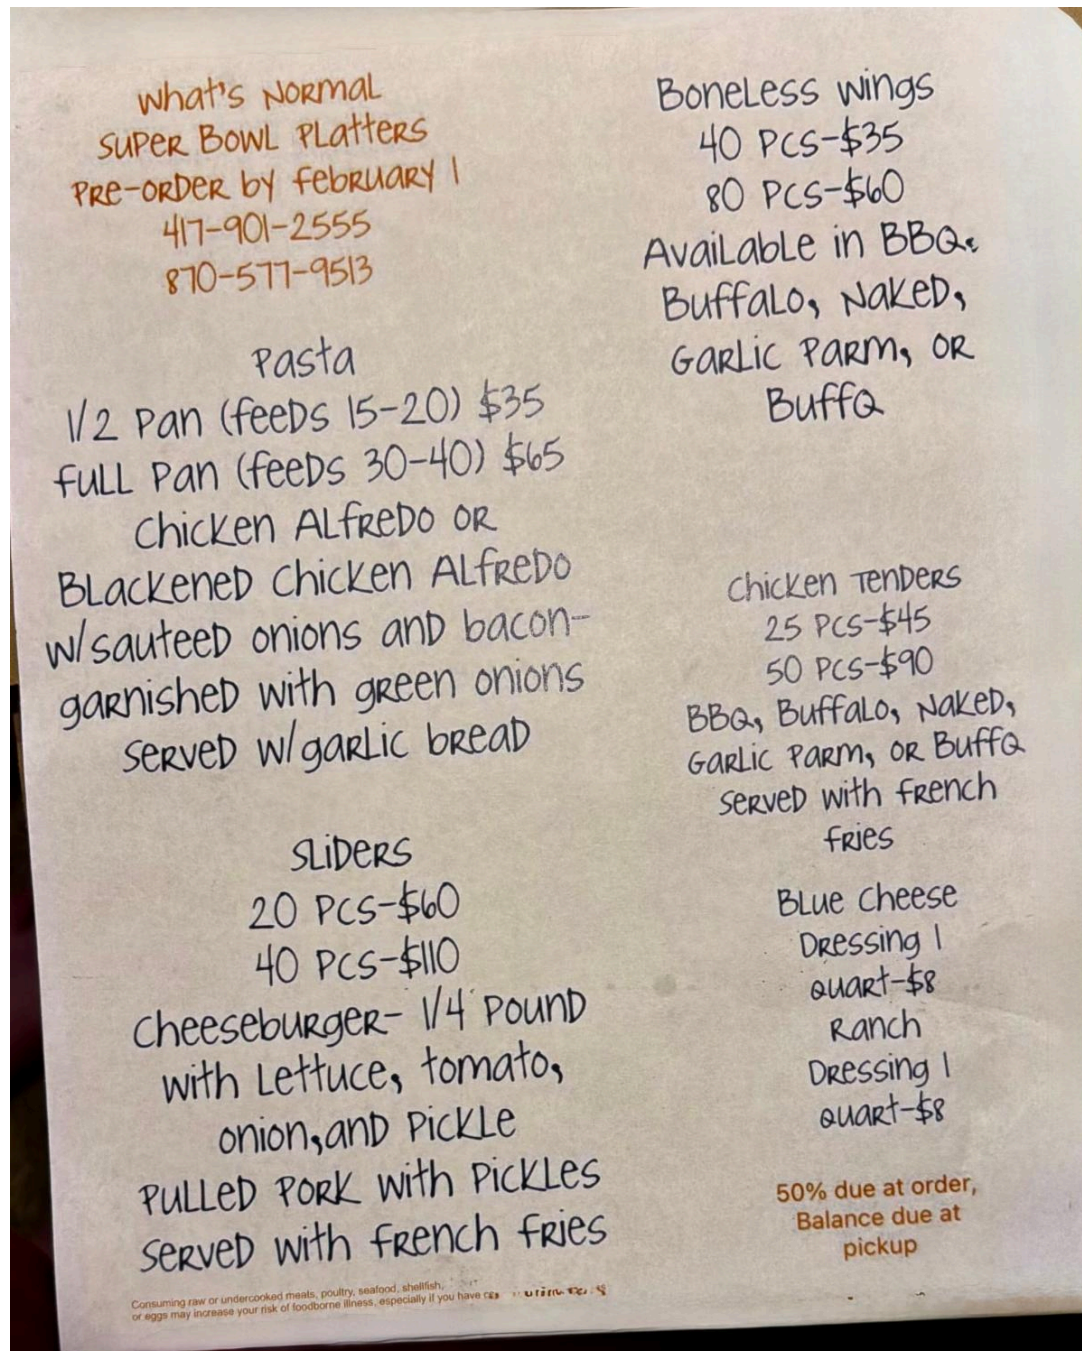 What's Normal
Super Bowl Platters
Pre-order by February 1
417-901-2555
870-577-9513
Pasta
1/2 Pan (feeds 15-20) $35
Full Pan (feeds 30-40) $65
Chicken Alfredo or
Blackened Chicken Alfredo
w/sauteed onions and bacon-
garnished with green onions
Served w/garlic bread
Sliders
20 pcs-$60
40 pcs-$110
Cheeseburger- 1/4 pound
with lettuce, tomato,
onion,and pickle
Pulled Pork with pickles
Served with french fries
Consuming raw or undercooked meats, poultry, seafood, shellfish,
or eggs may increase your risk of foodborne illness, especially if you have
Boneless Wings
40 pcs-$35
80 pcs-$60
Available in BBQ,
Buffalo, Naked,
Garlic Parm, or
BuffQ
Chicken Tenders
25 pcs-$45
50 pcs-$90
BBQ, Buffalo, Naked,
Garlic Parm, or BuffQ
Served with french
fries
Blue Cheese
Dressing 1
quart-$8
Ranch
Dressing 1
quart-$8
50% due at order,
Balance due at
pickup